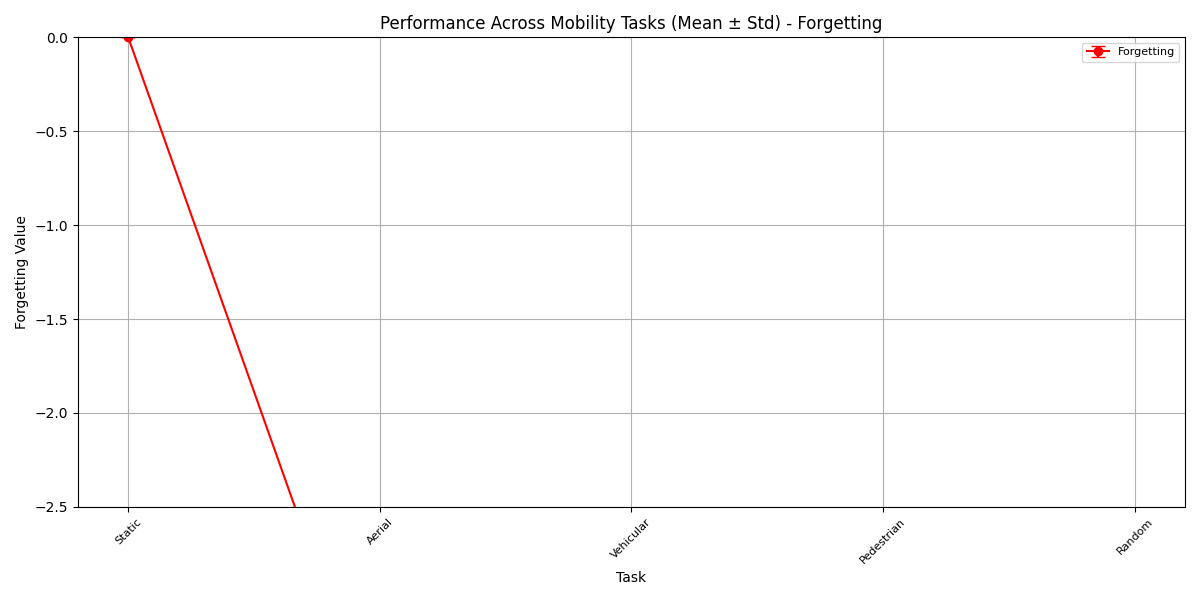 Performance Across Mobility Tasks (Mean ± Std) - Forgetting
Forgetting
0.0
−0.5
−1.0
−1.5
−2.0
−2.5
Forgetting Value
Static
Aerial
Vehicular
Pedestrian
Random
Task